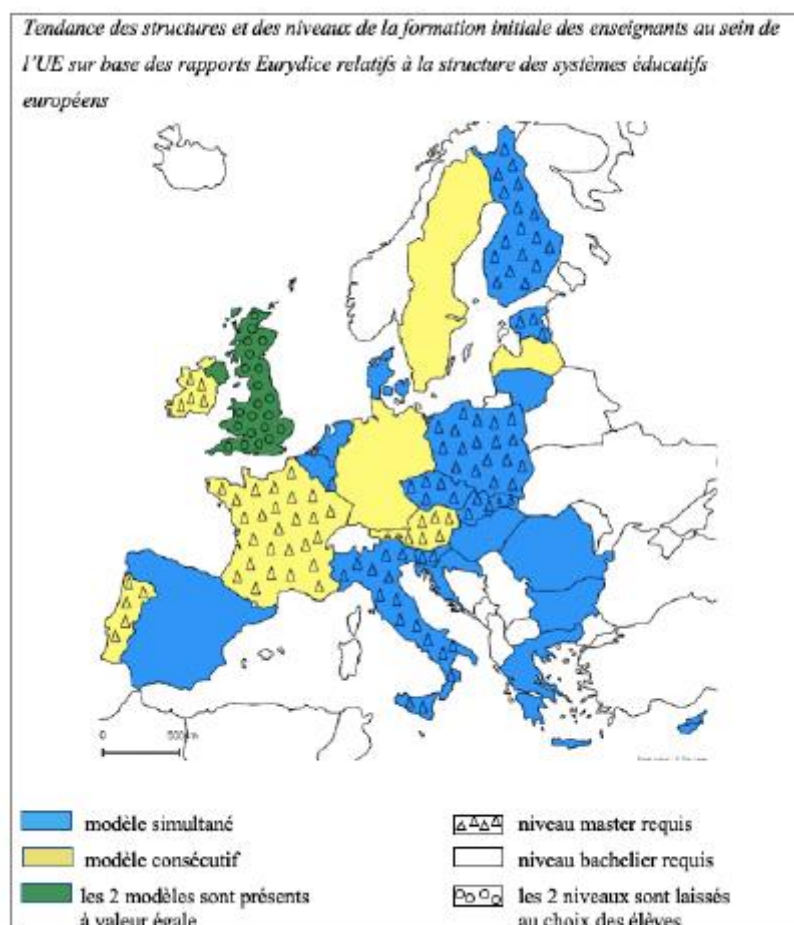 Tendance des structures et des niveaux de la formation initiale des enseignants au sein de
l'UE sur base des rapports Eurydice relatifs à la structure des systèmes éducatifs
européens
0
500 km
modèle simultané
modèle consécutif
les 2 modèles sont présents
à valeur égale
niveau master requis
niveau bachelier requis
les 2 niveaux sont laissés
au choix des élèves